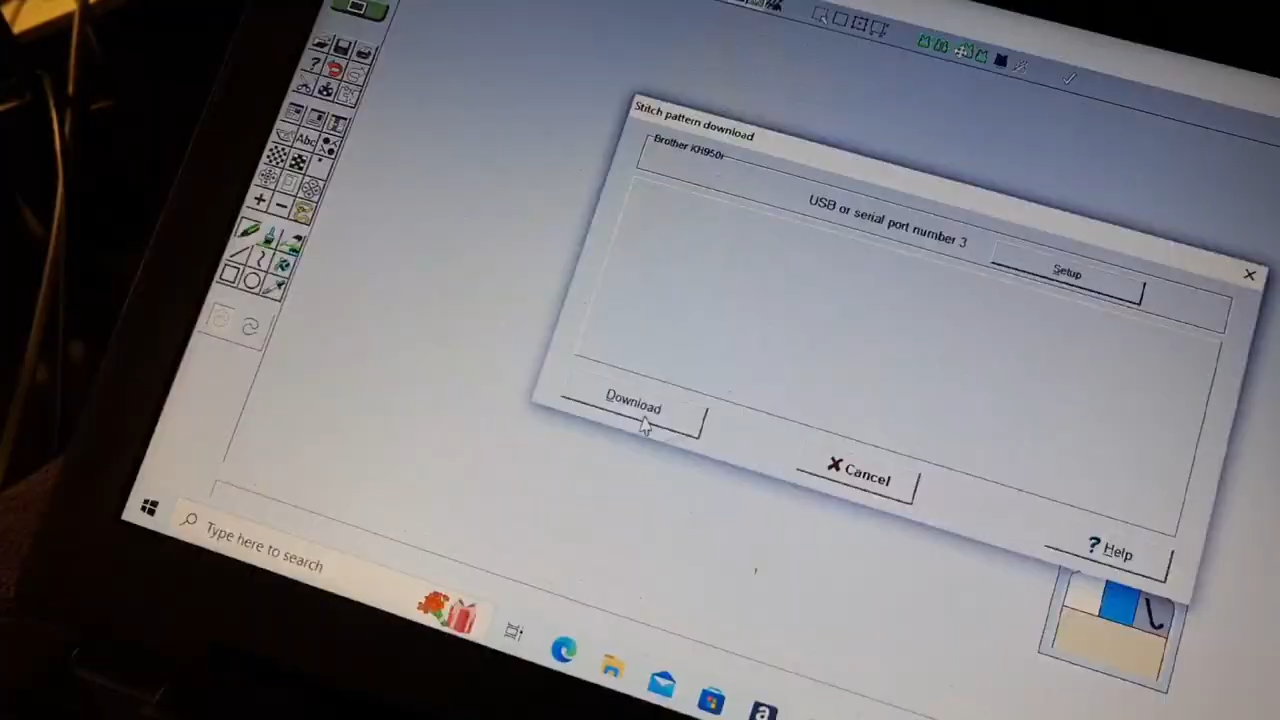 Stitch pattern download
Brother KH950i
USB or serial port number 3
Setup
Download
Cancel
? Help
?
Abc
P
Type here to search
a